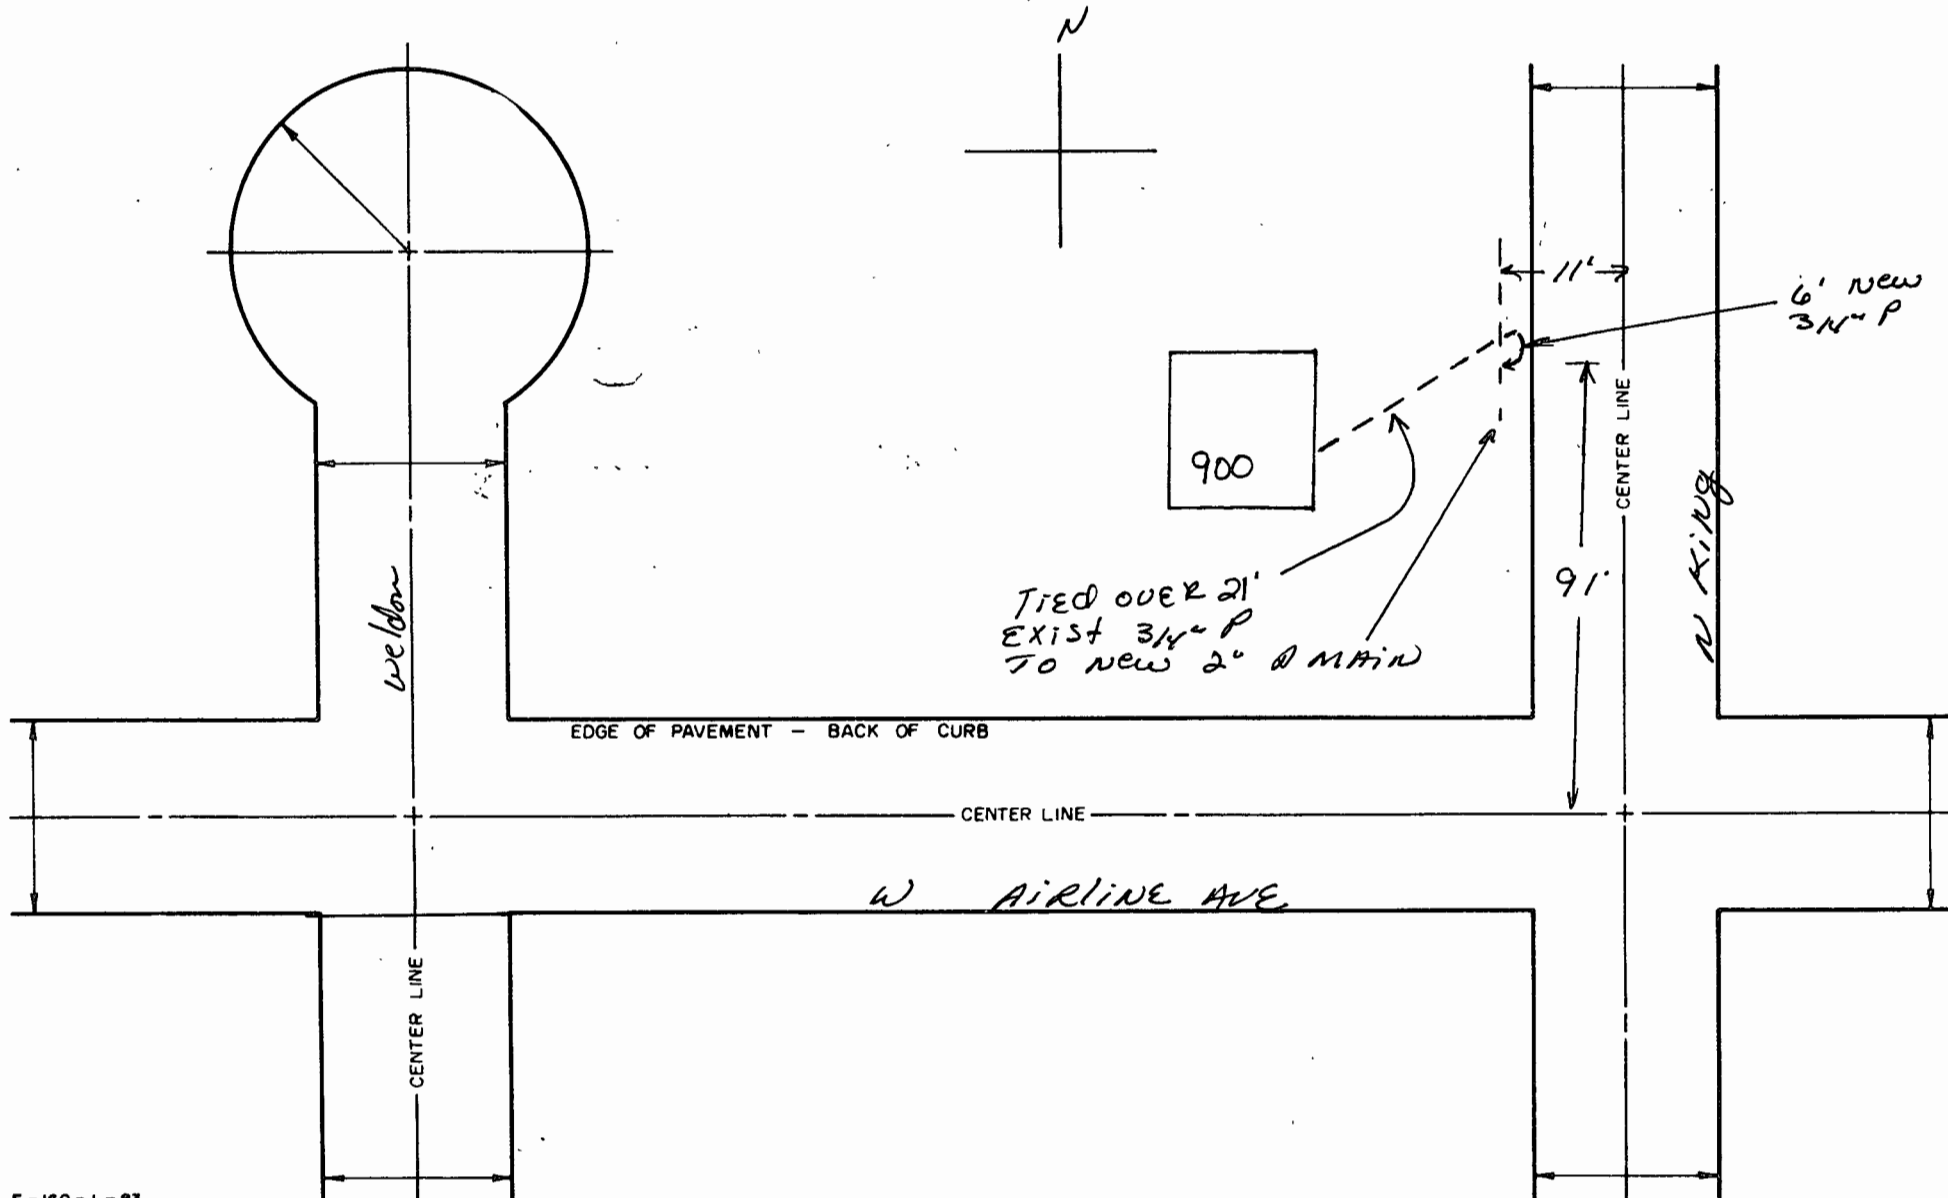 N
11'
6' New
3/4" P
CENTER LINE
900
N King
91'
Weldon
Tied over 21'
Exist 3/4" P
To New 2" P Main
EDGE OF PAVEMENT – BACK OF CURB
CENTER LINE
W Airline Ave
CENTER LINE